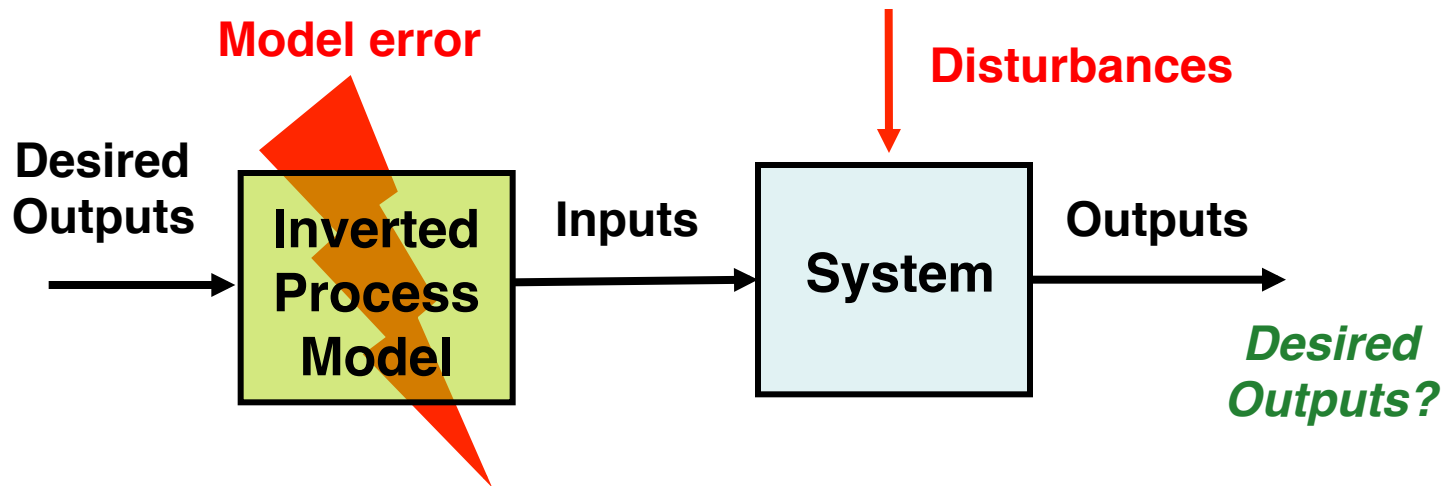 Model error
Disturbances
Desired
Outputs
Inverted
Process
Model
Inputs
System
Outputs
Desired
Outputs?